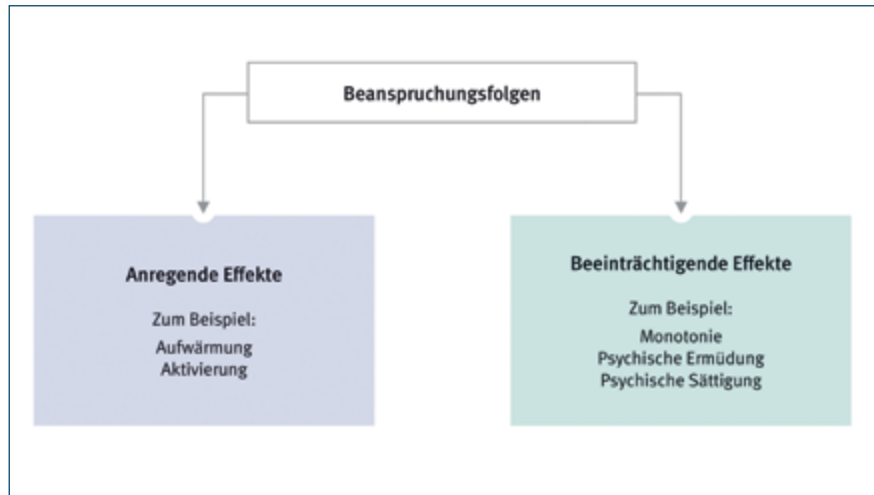 Beanspruchungsfolgen
Anregende Effekte
Zum Beispiel:
Aufwärmung
Aktivierung
Beeinträchtigende Effekte
Zum Beispiel:
Monotonie
Psychische Ermüdung
Psychische Sättigung